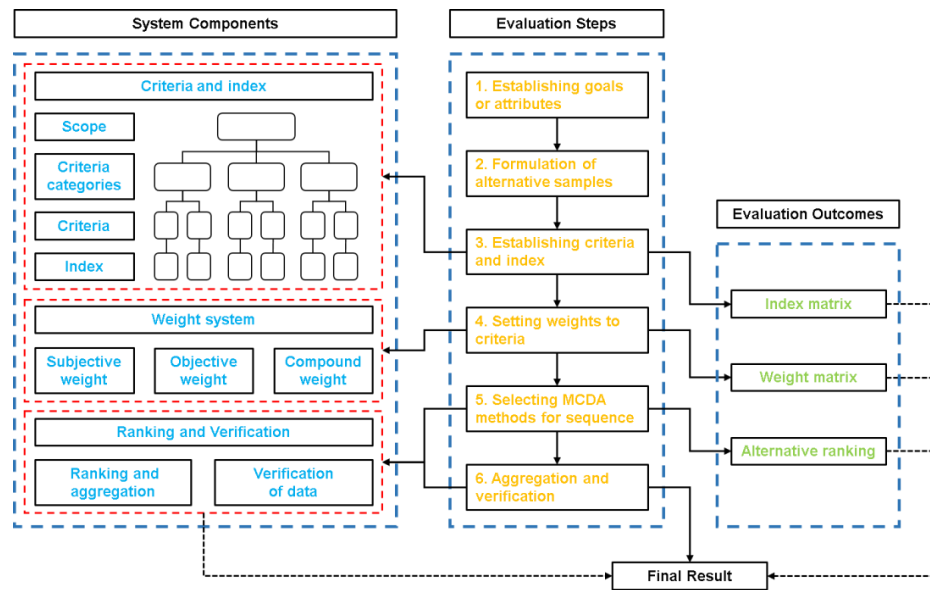 System Components
Evaluation Steps
Criteria and index
Scope
Criteria
categories
Criteria
Index
Weight system
Subjective
weight
Objective
weight
Compound
weight
Ranking and Verification
Ranking and
aggregation
Verification
of data
1. Establishing goals
or attributes
2. Formulation of
alternative samples
3. Establishing criteria
and index
4. Setting weights to
criteria
5. Selecting MCDA
methods for sequence
6. Aggregation and
verification
Evaluation Outcomes
Index matrix
Weight matrix
Alternative ranking
Final Result